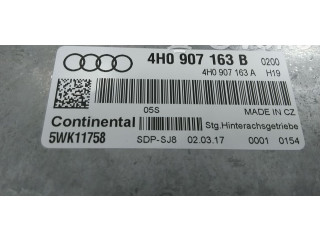 4H0 907 163 B 0200
4H0 907 163 A H19
05S MADE IN CZ
Continental Stg.Hinterachsgetriebe
5WK11758 SDP-SJ8 02.03.17 0001 0154